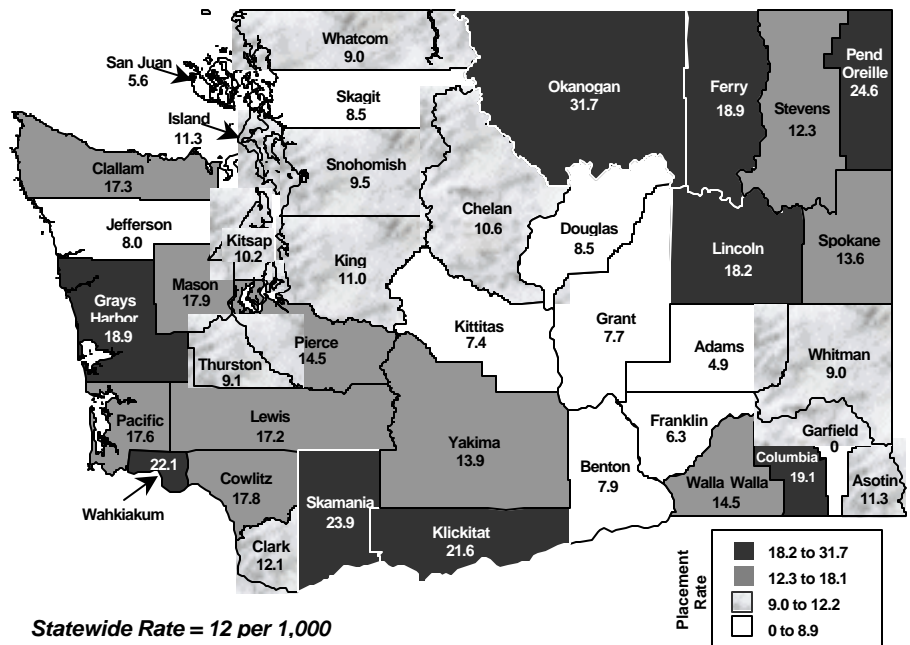 Whatcom
9.0
San Juan
5.6
Skagit
8.5
Island
11.3
Snohomish
9.5
Okanogan
31.7
Ferry
18.9
Stevens
12.3
Pend
Oreille
24.6
Clallam
17.3
Jefferson
8.0
Kitsap
10.2
King
11.0
Chelan
10.6
Douglas
8.5
Lincoln
18.2
Spokane
13.6
Mason
17.9
Grays
Harbor
18.9
Thurston
9.1
Pierce
14.5
Kittitas
7.4
Grant
7.7
Adams
4.9
Whitman
9.0
Pacific
17.6
Lewis
17.2
Yakima
13.9
Franklin
6.3
Garfield
0
Benton
7.9
Walla Walla
14.5
Columbia
19.1
Asotin
11.3
22.1
Wahkiakum
Cowlitz
17.8
Skamania
23.9
Klickitat
21.6
Clark
12.1
Placement
Rate
18.2 to 31.7
12.3 to 18.1
9.0 to 12.2
0 to 8.9
Statewide Rate = 12 per 1,000